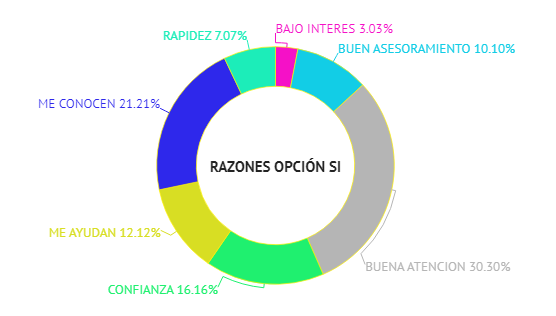 BAJO INTERES 3.03%
RAPIDEZ 7.07%
BUEN ASESORAMIENTO 10.10%
ME CONOCEN 21.21%
RAZONES OPCIÓN SI
ME AYUDAN 12.12%
BUENA ATENCION 30.30%
CONFIANZA 16.16%